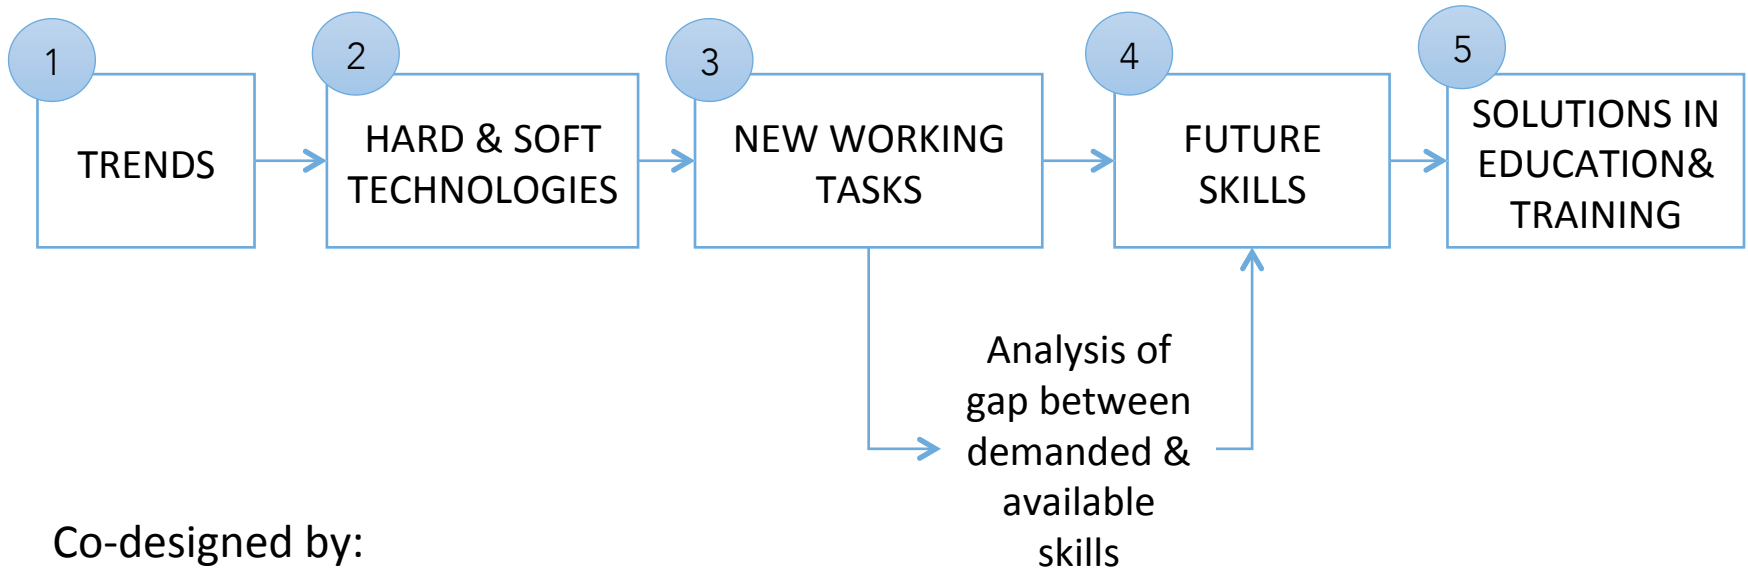 1
TRENDS
2
HARD & SOFT
TECHNOLOGIES
3
NEW WORKING
TASKS
4
FUTURE
SKILLS
5
SOLUTIONS IN
EDUCATION&
TRAINING
Analysis of
gap between
demanded &
available
skills
Co-designed by: